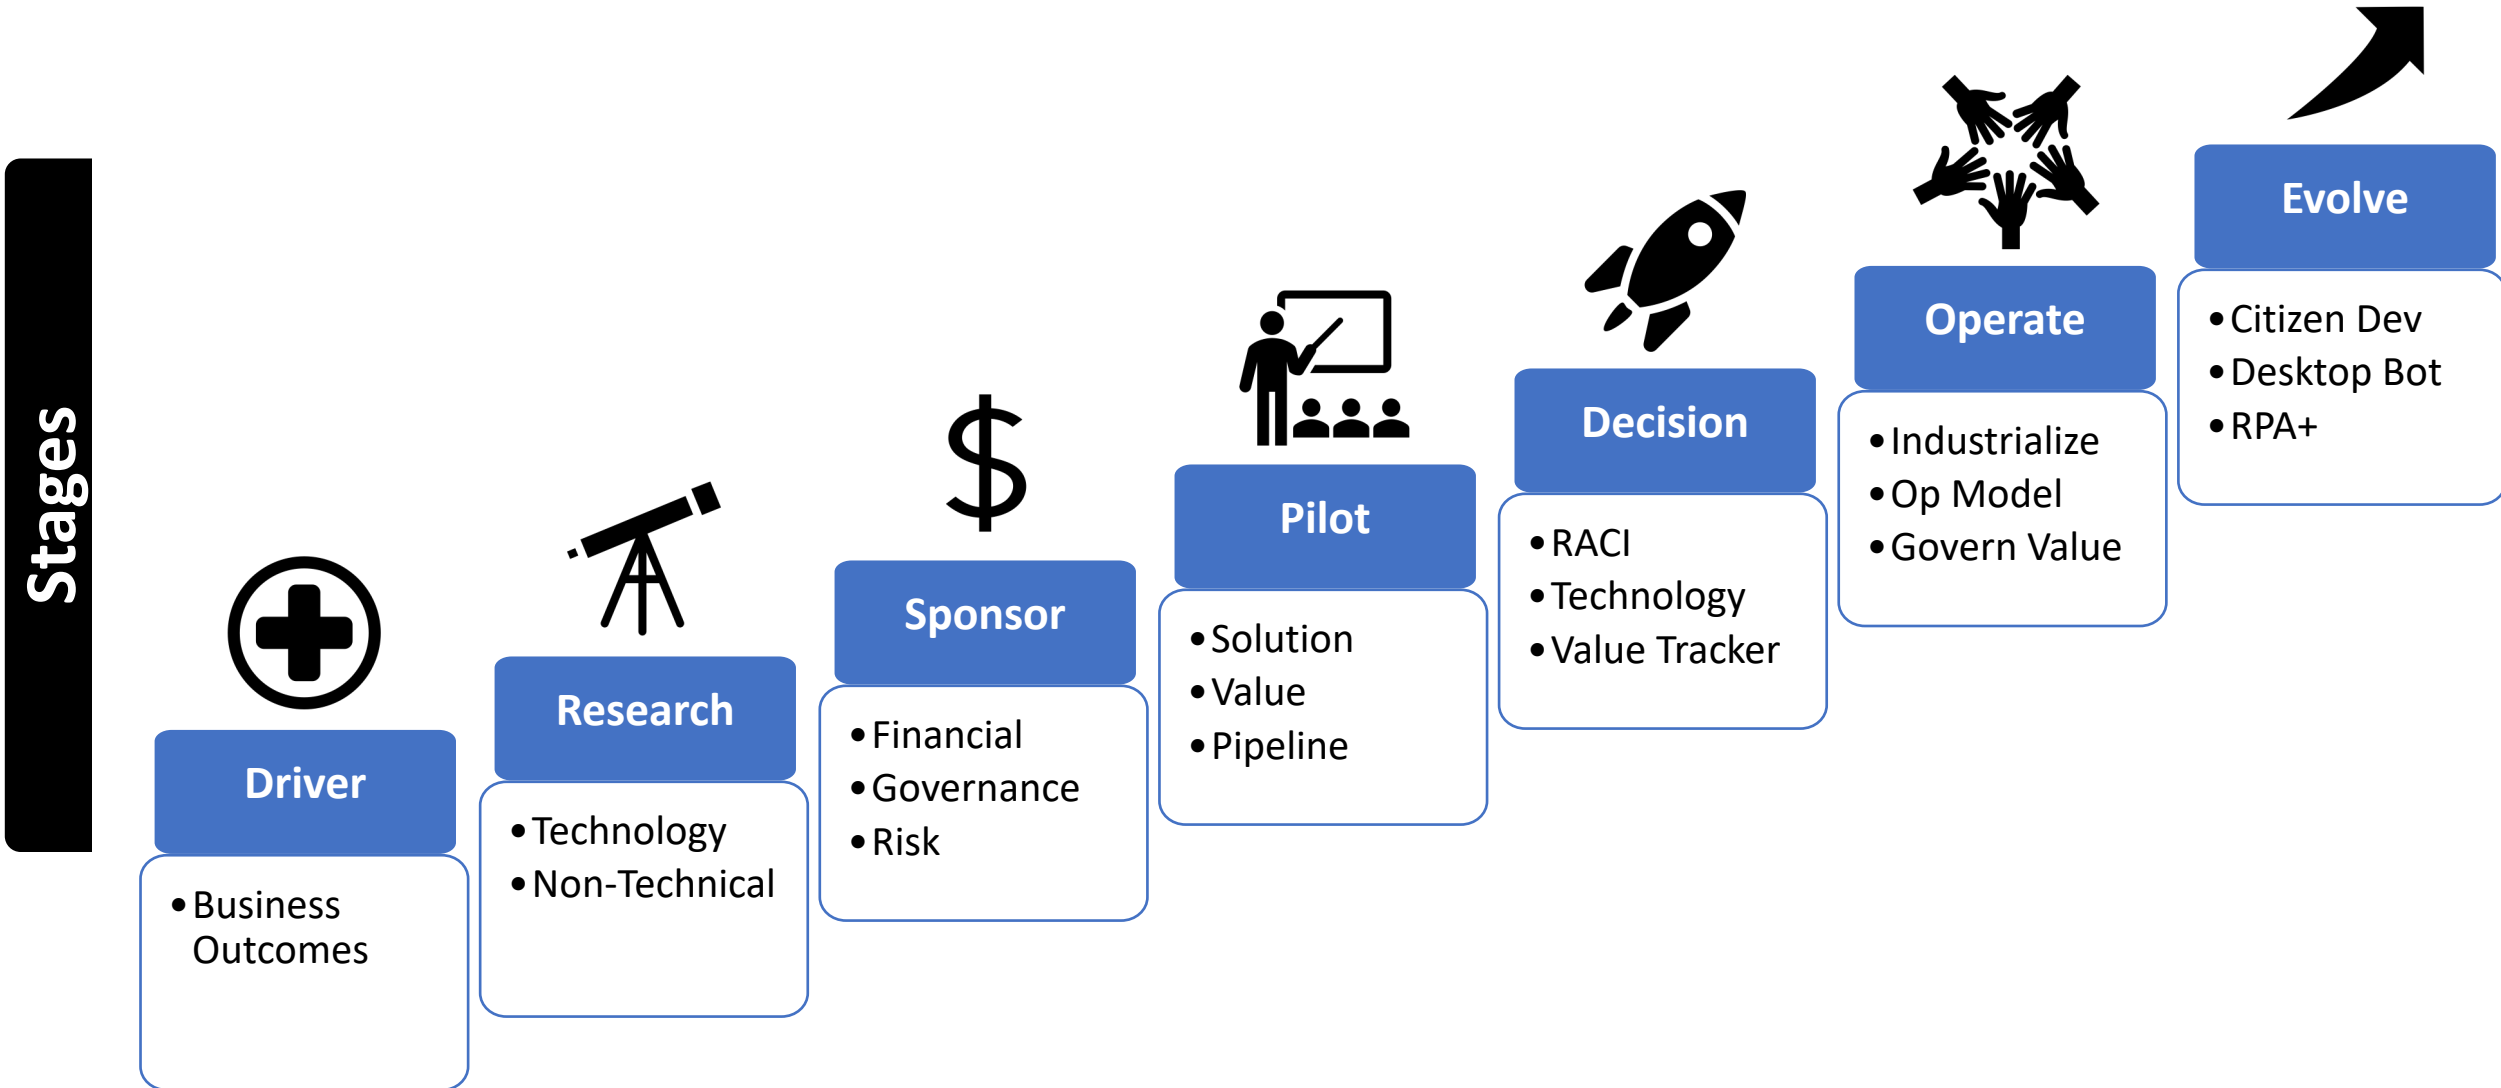 Stages
Driver
• Business
Outcomes
Research
• Technology
• Non-Technical
Sponsor
• Financial
• Governance
• Risk
Pilot
• Solution
• Value
• Pipeline
Decision
• RACI
• Technology
• Value Tracker
Operate
• Industrialize
• Op Model
• Govern Value
Evolve
• Citizen Dev
• Desktop Bot
• RPA+